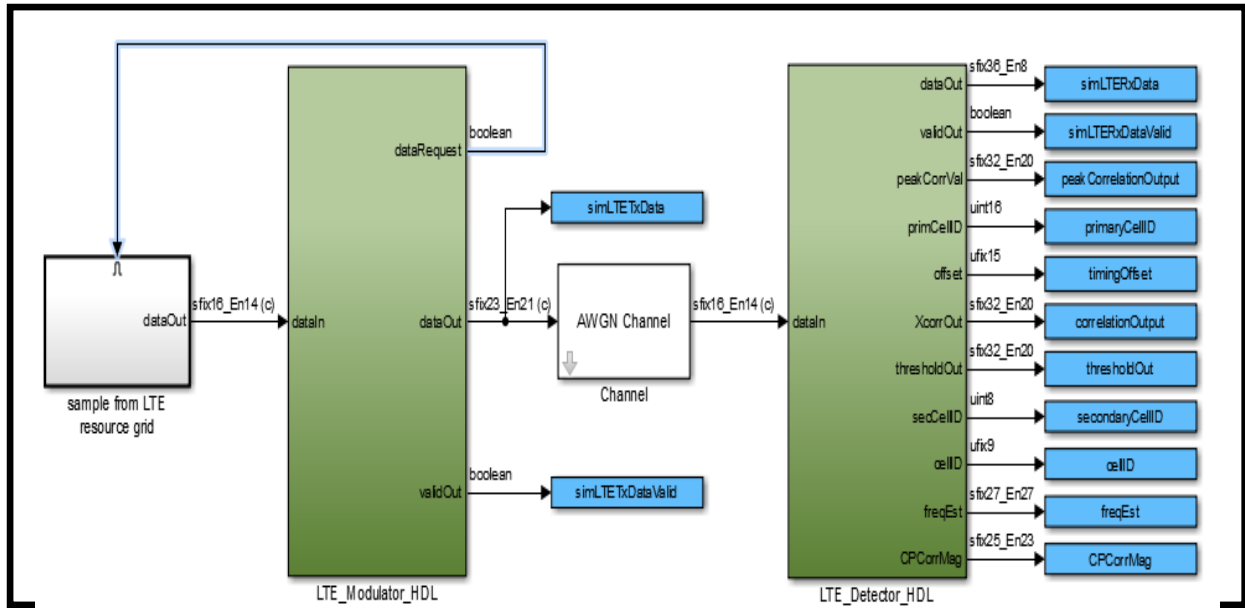 boolean
dataRequest
simLTETxData
sfix16_En14 (c)
dataOut
dataIn
sample from LTE
resource grid
sfix23_En21 (c)
dataOut
AWGN Channel
Channel
sfix16_En14 (c)
dataIn
boolean
validOut
simLTETxDataValid
LTE_Modulator_HDL
sfix36_En8
dataOut
simLTERxData
boolean
validOut
simLTERxDataValid
sfix32_En20
peakCorrVal
peakCorrelationOutput
uint16
primCellID
primaryCellID
ufix15
offset
timingOffset
sfix32_En20
XcorrOut
correlationOutput
sfix32_En20
thresholdOut
thresholdOut
uint8
secCellID
secondaryCellID
ufix9
cellID
cellID
sfix27_En27
freqEst
freqEst
sfix25_En23
CPCorrMag
CPCorrMag
LTE_Detector_HDL